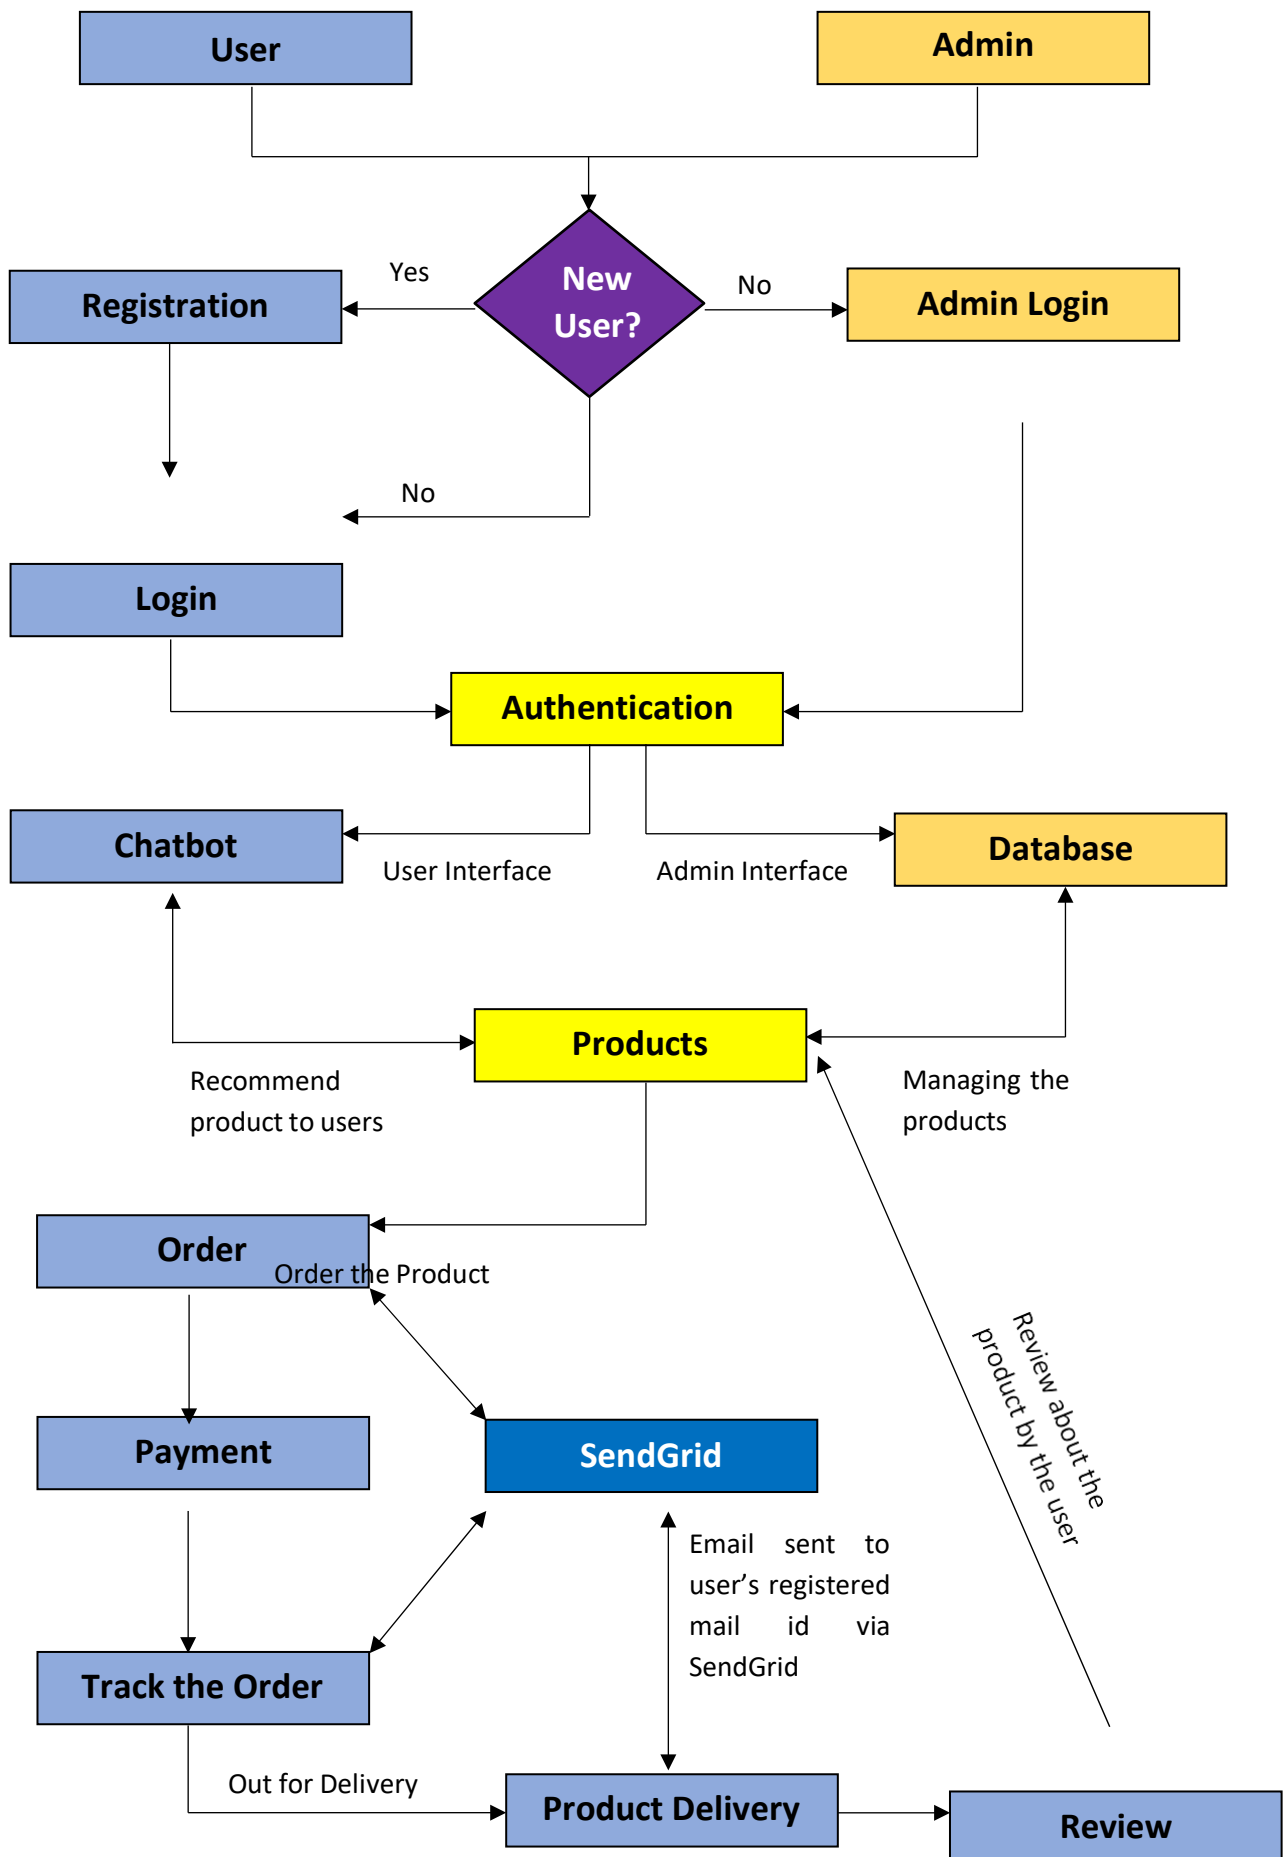 User
Admin
New
User?
Yes
No
Registration
Admin Login
No
Login
Authentication
Chatbot
Database
User Interface
Admin Interface
Products
Recommend
product to users
Managing the
products
Order
Order the Product
Review about the
product by the user
Payment
SendGrid
Email sent to
user’s registered
mail id via
SendGrid
Track the Order
Out for Delivery
Product Delivery
Review